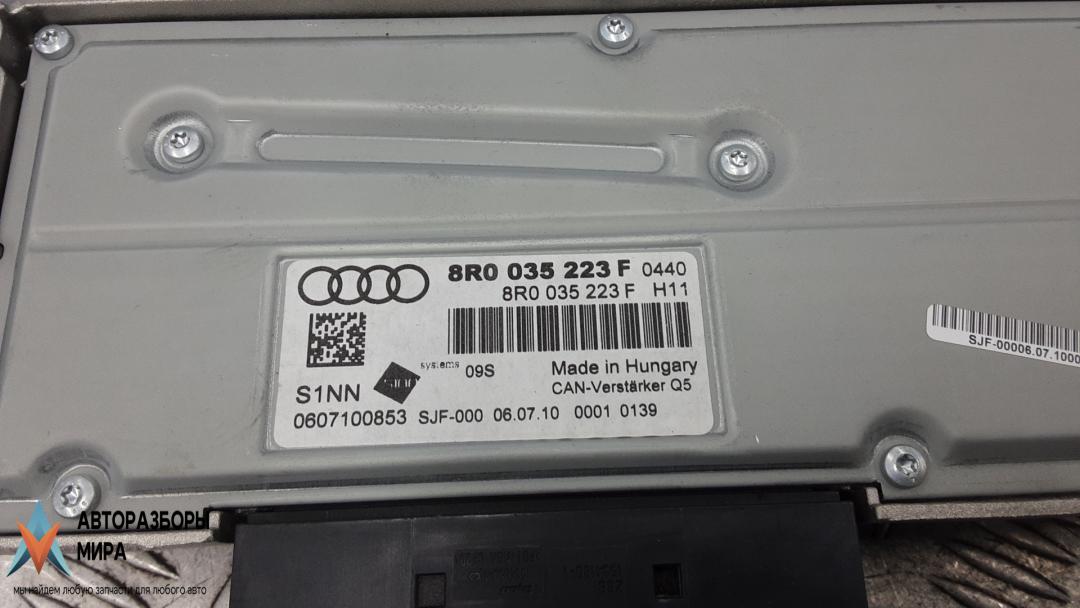 8R0 035 223 F 0440
8R0 035 223 F H11
systems 09S
Made in Hungary
S1NN
CAN-Verstärker Q5
0607100853 SJF-000 06.07.10 0001 0139
SJF-00006.07.1000
АВТОРАЗБОРЫ
МИРА
мы найдем любую запчасти для любого авто